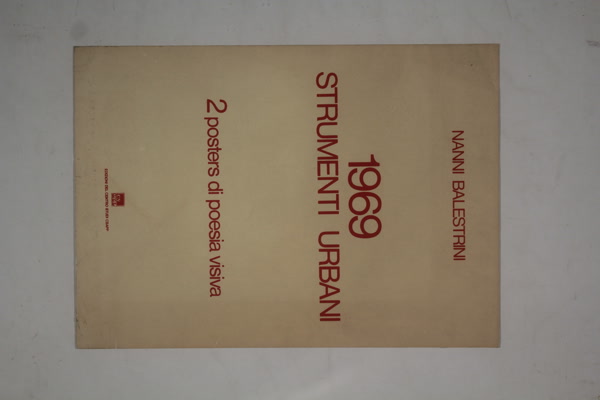 NANNI BALESTRINI
1969
STRUMENTI URBANI
2 posters di poesia visiva